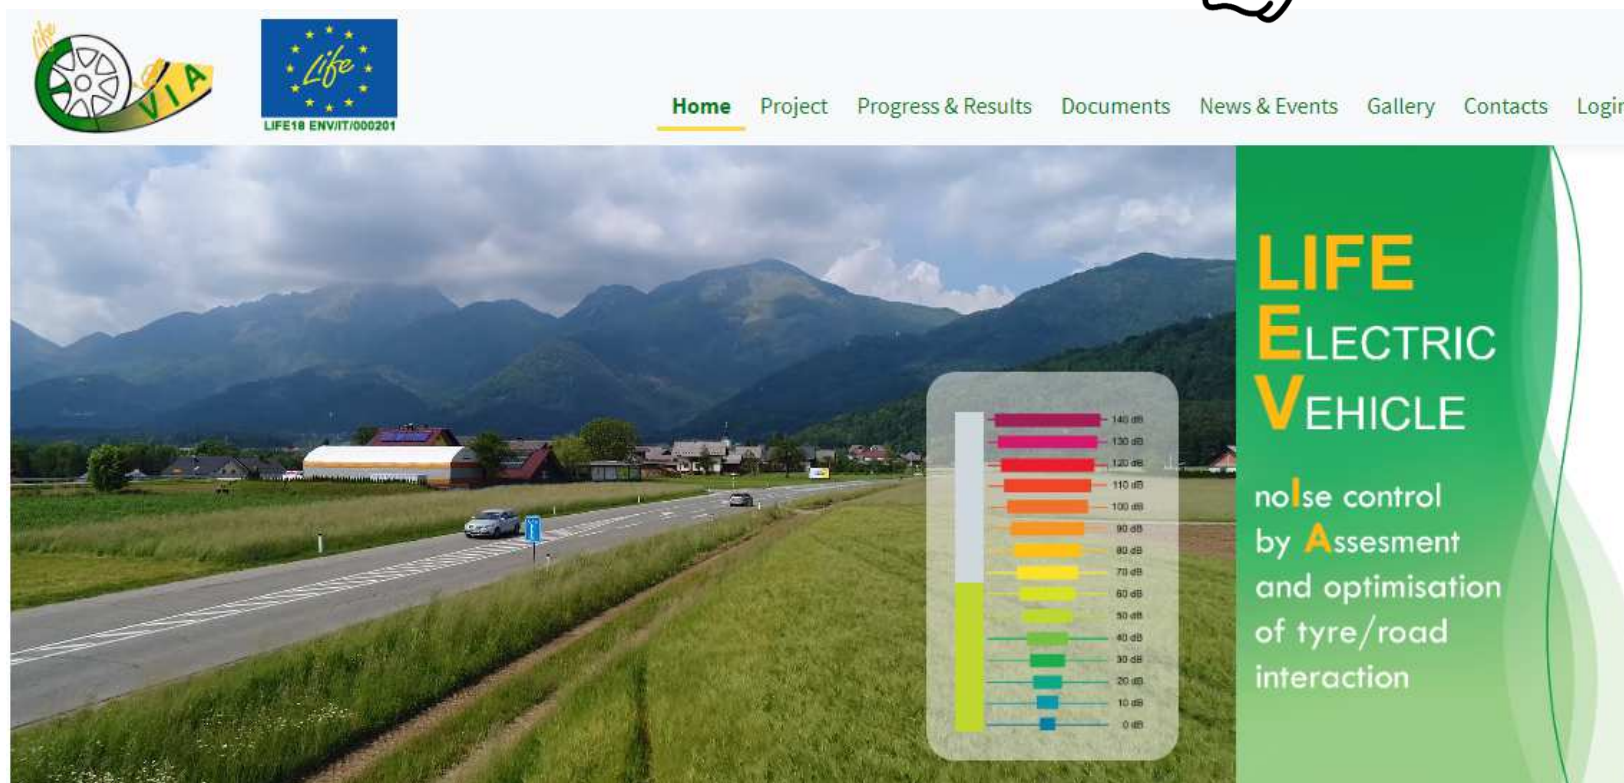 life
VIA
Life
LIFE18 ENV/IT/000201
Home Project Progress & Results Documents News & Events Gallery Contacts Login
LIFE
ELECTRIC
VEHICLE
noIse control
by Assesment
and optimisation
of tyre/road
interaction
140 dB
130 dB
120 dB
110 dB
100 dB
90 dB
80 dB
70 dB
60 dB
50 dB
40 dB
30 dB
20 dB
10 dB
0 dB